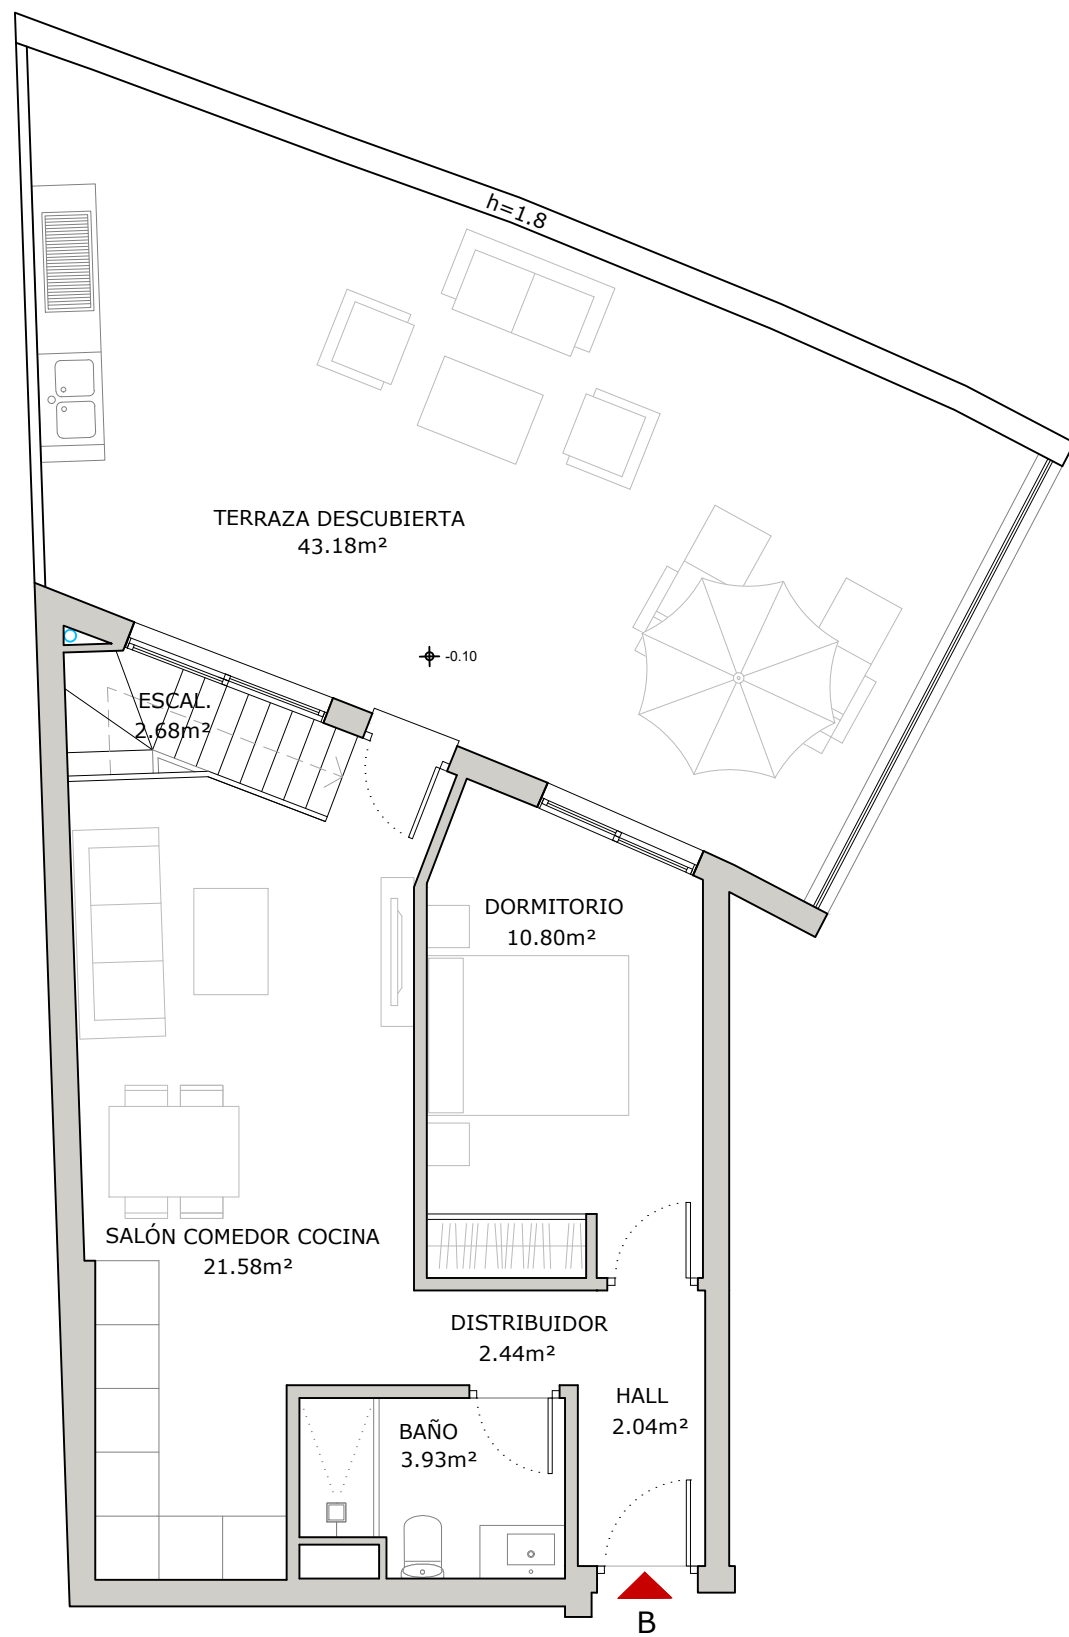 h=1.8
TERRAZA DESCUBIERTA
43.18m²
-0.10
ESCAL.
2.68m²
DORMITORIO
10.80m²
SALÓN COMEDOR COCINA
21.58m²
DISTRIBUIDOR
2.44m²
HALL
2.04m²
BAÑO
3.93m²
B